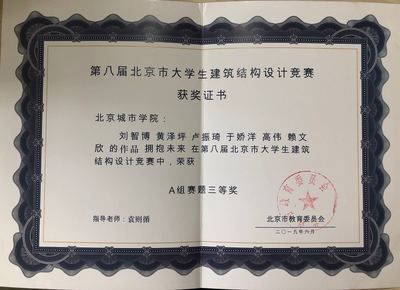 第八届北京市大学生建筑结构设计竞赛
获奖证书
北京城市学院：
刘智博 黄泽坪 卢振琦 于娇洋 高伟 赖文
欣 的作品 拥抱未来 在第八届北京市大学生建筑
结构设计竞赛中，荣获
A组赛题三等奖
指导老师：袁则循
北京市教育委员会
二〇一九年六月